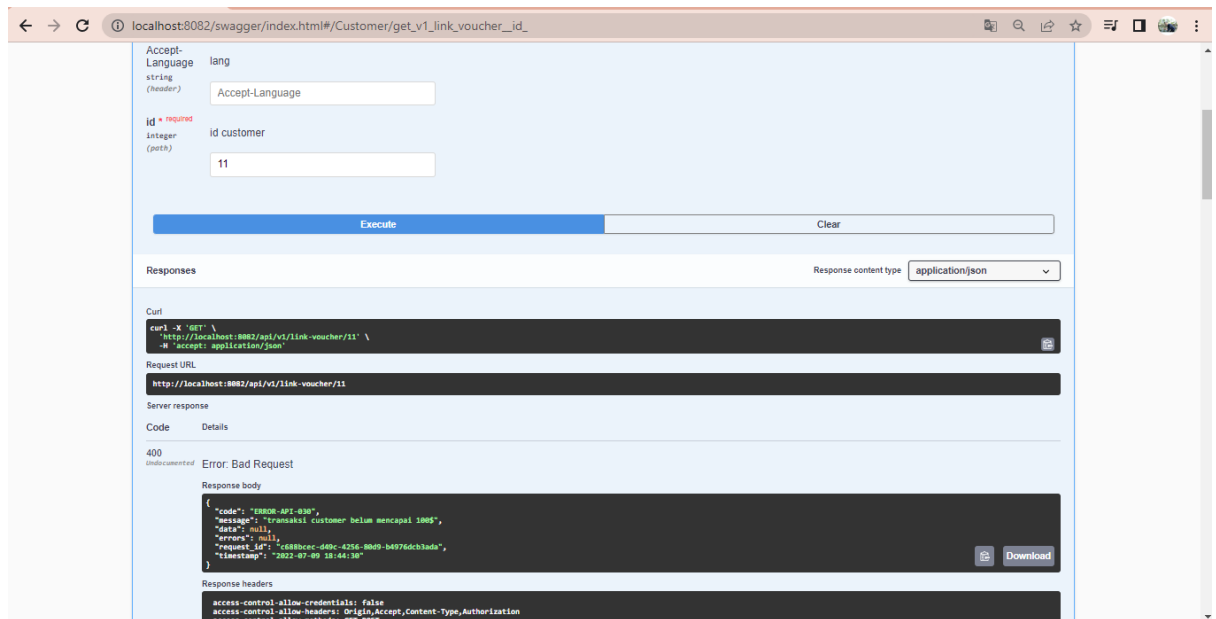 localhost:8082/swagger/index.html#/Customer/get_v1_link_voucher__id_
Accept-
Language
string
(header)
lang
Accept-Language
id * required
integer
(path)
id customer
11
Execute
Clear
Responses
Response content type
application/json
Curl
curl -X 'GET' \
'http://localhost:8082/api/v1/link-voucher/11' \
-H 'accept: application/json'
Request URL
http://localhost:8082/api/v1/link-voucher/11
Server response
Code Details
400
Undocumented
Error: Bad Request
Response body
{
"code": "ERROR-API-030",
"message": "transaksi customer belum mencapai 100$",
"data": null,
"errors": null,
"request_id": "c688bcec-d49c-4256-80d9-b4976dcb3ada",
"timestamp": "2022-07-09 18:44:30"
}
Download
Response headers
access-control-allow-credentials: false
access-control-allow-headers: Origin,Accept,Content-Type,Authorization